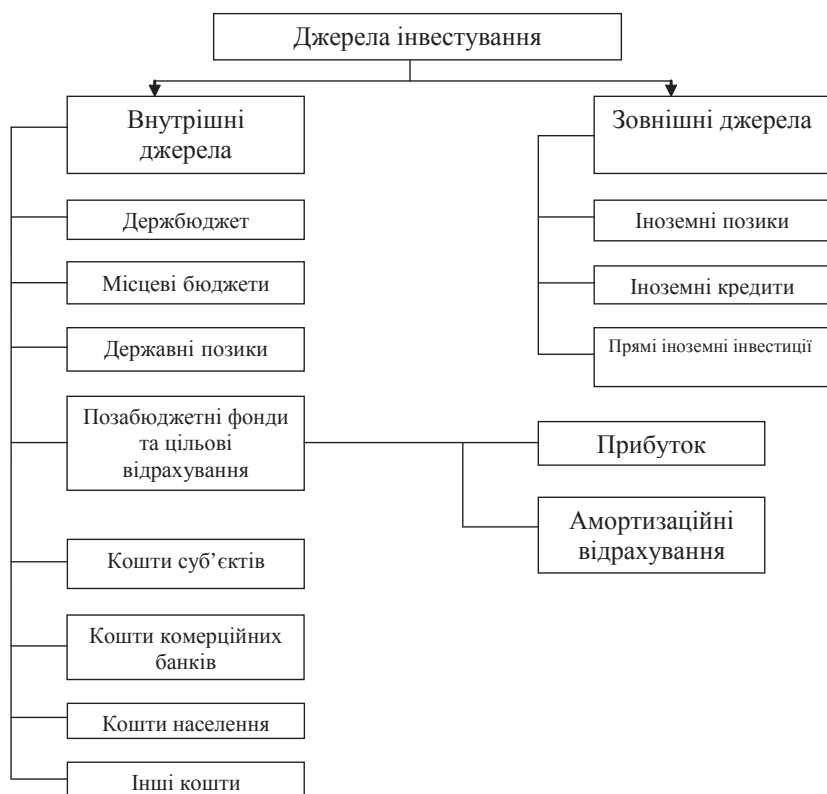 Джерела інвестування
Внутрішні
джерела
Держбюджет
Місцеві бюджети
Державні позики
Позабюджетні фонди
та цільові
відрахування
Кошти суб’єктів
Кошти комерційних
банків
Кошти населення
Інші кошти
Зовнішні джерела
Іноземні позики
Іноземні кредити
Прямі іноземні інвестиції
Прибуток
Амортизаційні
відрахування